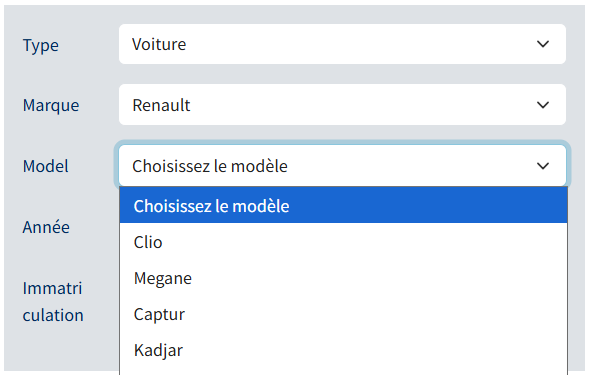 Type Voiture
Marque Renault
Model Choisissez le modèle
Choisissez le modèle
Année
Clio
Megane
Immatri
culation
Captur
Kadjar